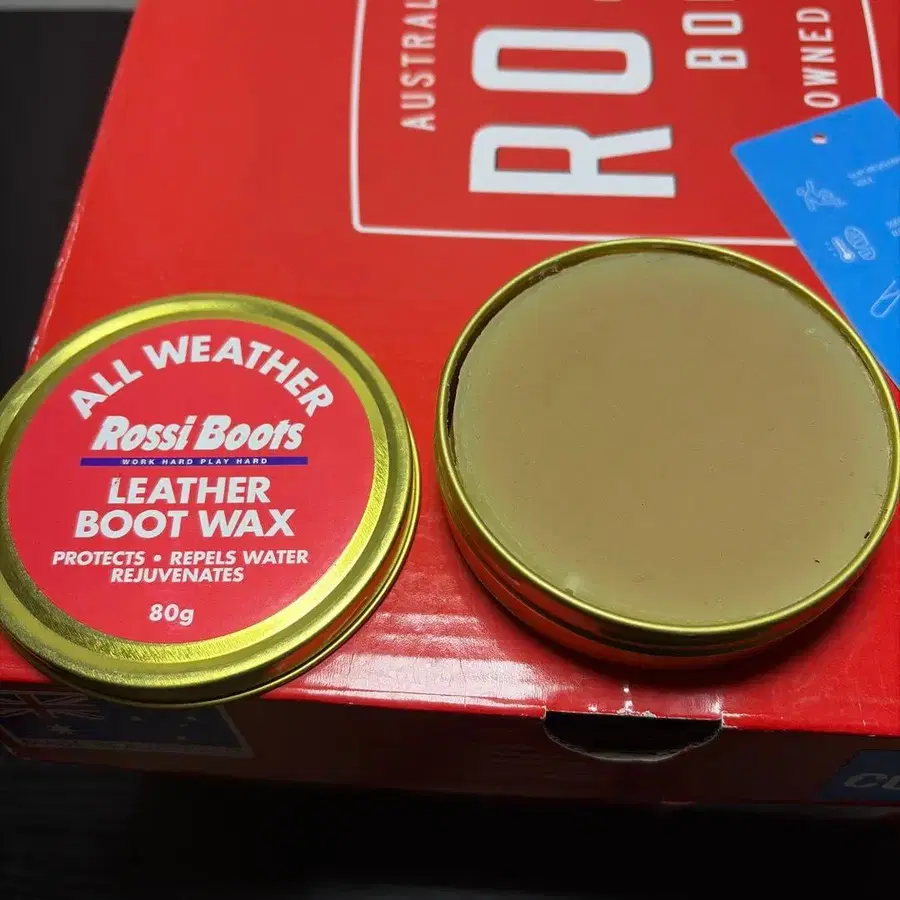 AUSTRAL
RO
BO
OWNED
ALL WEATHER
Rossi Boots
WORK HARD PLAY HARD
LEATHER
BOOT WAX
PROTECTS • REPELS WATER
REJUVENATES
80g